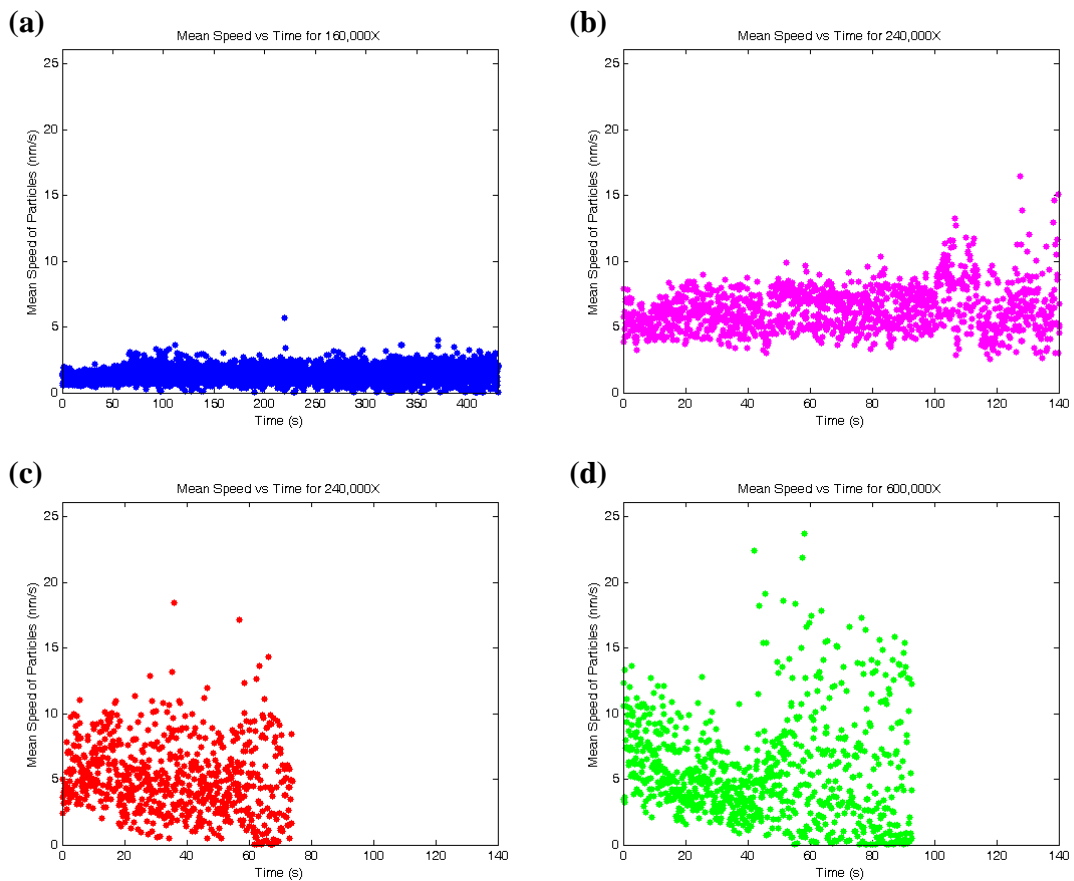 (a)
Mean Speed vs Time for 160,000X
Mean Speed of Particles (nm/s)
25
20
15
10
5
0
0 50 100 150 200 250 300 350 400
Time (s)
(b)
Mean Speed vs Time for 240,000X
Mean Speed of Particles (nm/s)
25
20
15
10
5
0
0 20 40 60 80 100 120 140
Time (s)
(c)
Mean Speed vs Time for 240,000X
Mean Speed of Particles (nm/s)
25
20
15
10
5
0
0 20 40 60 80 100 120 140
Time (s)
(d)
Mean Speed vs Time for 600,000X
Mean Speed of Particles (nm/s)
25
20
15
10
5
0
0 20 40 60 80 100 120 140
Time (s)